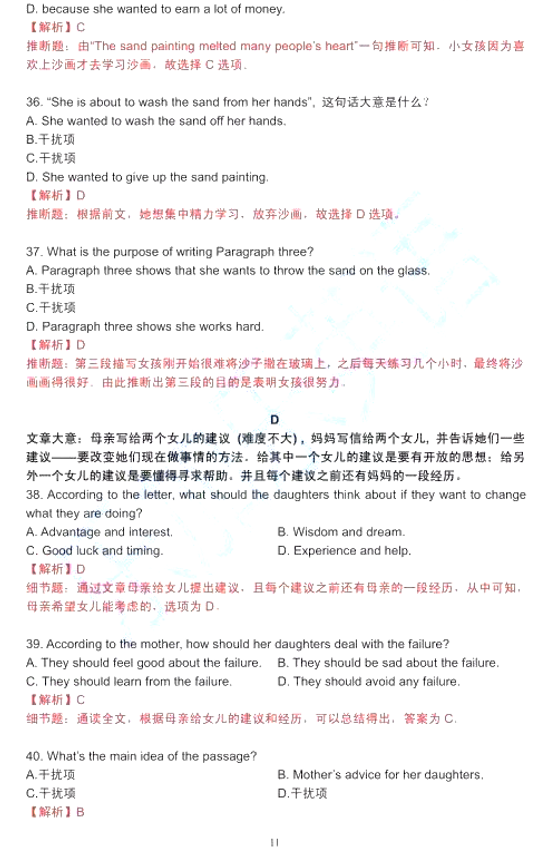 D. because she wanted to earn a lot of money.
【解析】C
推断题：由“The sand painting melted many people's heart”一句推断可知，小女孩因为喜
欢上沙画才去学习沙画，故选择 C 选项.
36. “She is about to wash the sand from her hands”, 这句话大意是什么?
A. She wanted to wash the sand off her hands.
B.干扰项
C.干扰项
D. She wanted to give up the sand painting.
【解析】D
推断题：根据前文，她想集中精力学习，放弃沙画，故选择 D 选项。
37. What is the purpose of writing Paragraph three?
A. Paragraph three shows that she wants to throw the sand on the glass.
B.干扰项
C.干扰项
D. Paragraph three shows she works hard.
【解析】D
推断题：第三段描写女孩刚开始很难将沙子撒在玻璃上，之后每天练习几个小时，最终将沙
画画得很好．由此推断出第三段的目的是表明女孩很努力．
D
文章大意：母亲写给两个女儿的建议（难度不大），妈妈写信给两个女儿，并告诉她们一些
建议——要改变她们现在做事情的方法．给其中一个女儿的建议是要有开放的思想；给另
外一个女儿的建议是要懂得寻求帮助。并且每个建议之前还有妈妈的一段经历。
38. According to the letter, what should the daughters think about if they want to change
what they are doing?
A. Advantage and interest. B. Wisdom and dream.
C. Good luck and timing. D. Experience and help.
【解析】D
细节题：通过文章母亲给女儿提出建议，且每个建议之前还有母亲的一段经历，从中可知，
母亲希望女儿能考虑的，选项为 D．
39. According to the mother, how should her daughters deal with the failure?
A. They should feel good about the failure. B. They should be sad about the failure.
C. They should learn from the failure. D. They should avoid any failure.
【解析】C
细节题：通读全文，根据母亲给女儿的建议和经历，可以总结得出，答案为 C．
40. What's the main idea of the passage?
A.干扰项 B. Mother's advice for her daughters.
C.干扰项 D.干扰项
【解析】B
11